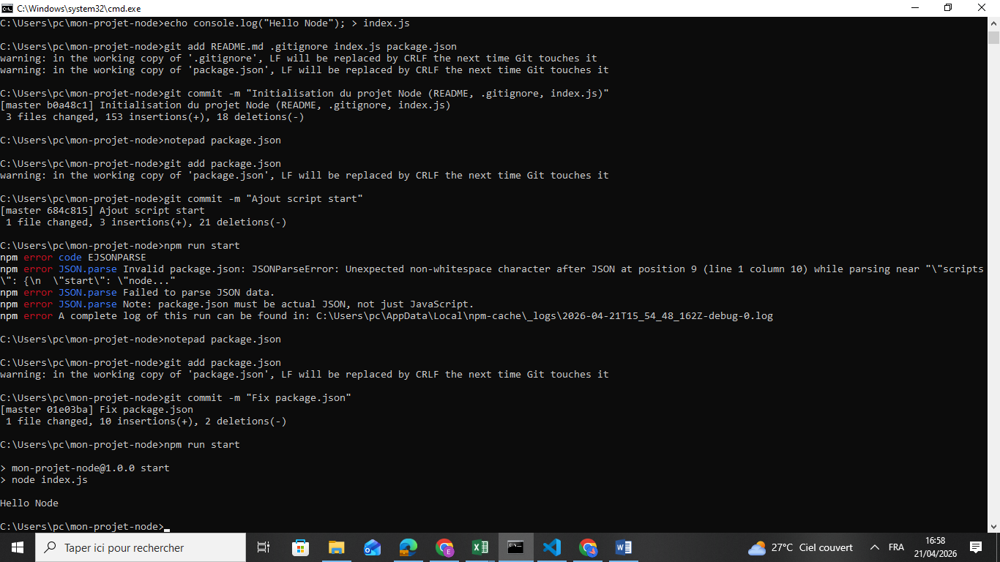 C:\Windows\system32\cmd.exe
C:\Users\pc\mon-projet-node>echo console.log("Hello Node"); > index.js
C:\Users\pc\mon-projet-node>git add README.md .gitignore index.js package.json
warning: in the working copy of '.gitignore', LF will be replaced by CRLF the next time Git touches it
warning: in the working copy of 'package.json', LF will be replaced by CRLF the next time Git touches it
C:\Users\pc\mon-projet-node>git commit -m "Initialisation du projet Node (README, .gitignore, index.js)"
[master b0a48c1] Initialisation du projet Node (README, .gitignore, index.js)
 3 files changed, 153 insertions(+), 18 deletions(-)
C:\Users\pc\mon-projet-node>notepad package.json
C:\Users\pc\mon-projet-node>git add package.json
warning: in the working copy of 'package.json', LF will be replaced by CRLF the next time Git touches it
C:\Users\pc\mon-projet-node>git commit -m "Ajout script start"
[master 684c815] Ajout script start
 1 file changed, 3 insertions(+), 21 deletions(-)
C:\Users\pc\mon-projet-node>npm run start
npm error code EJSONPARSE
npm error JSON.parse Invalid package.json: JSONParseError: Unexpected non-whitespace character after JSON at position 9 (line 1 column 10) while parsing near "\"scripts
\": {\n  \"start\": \"node..."
npm error JSON.parse Failed to parse JSON data.
npm error JSON.parse Note: package.json must be actual JSON, not just JavaScript.
npm error A complete log of this run can be found in: C:\Users\pc\AppData\Local\npm-cache\_logs\2026-04-21T15_54_48_162Z-debug-0.log
C:\Users\pc\mon-projet-node>notepad package.json
C:\Users\pc\mon-projet-node>git add package.json
warning: in the working copy of 'package.json', LF will be replaced by CRLF the next time Git touches it
C:\Users\pc\mon-projet-node>git commit -m "Fix package.json"
[master 01e03ba] Fix package.json
 1 file changed, 10 insertions(+), 2 deletions(-)
C:\Users\pc\mon-projet-node>npm run start
> mon-projet-node@1.0.0 start
> node index.js
Hello Node
C:\Users\pc\mon-projet-node>
Taper ici pour rechercher
27°C Ciel couvert
FRA
16:58
21/04/2026